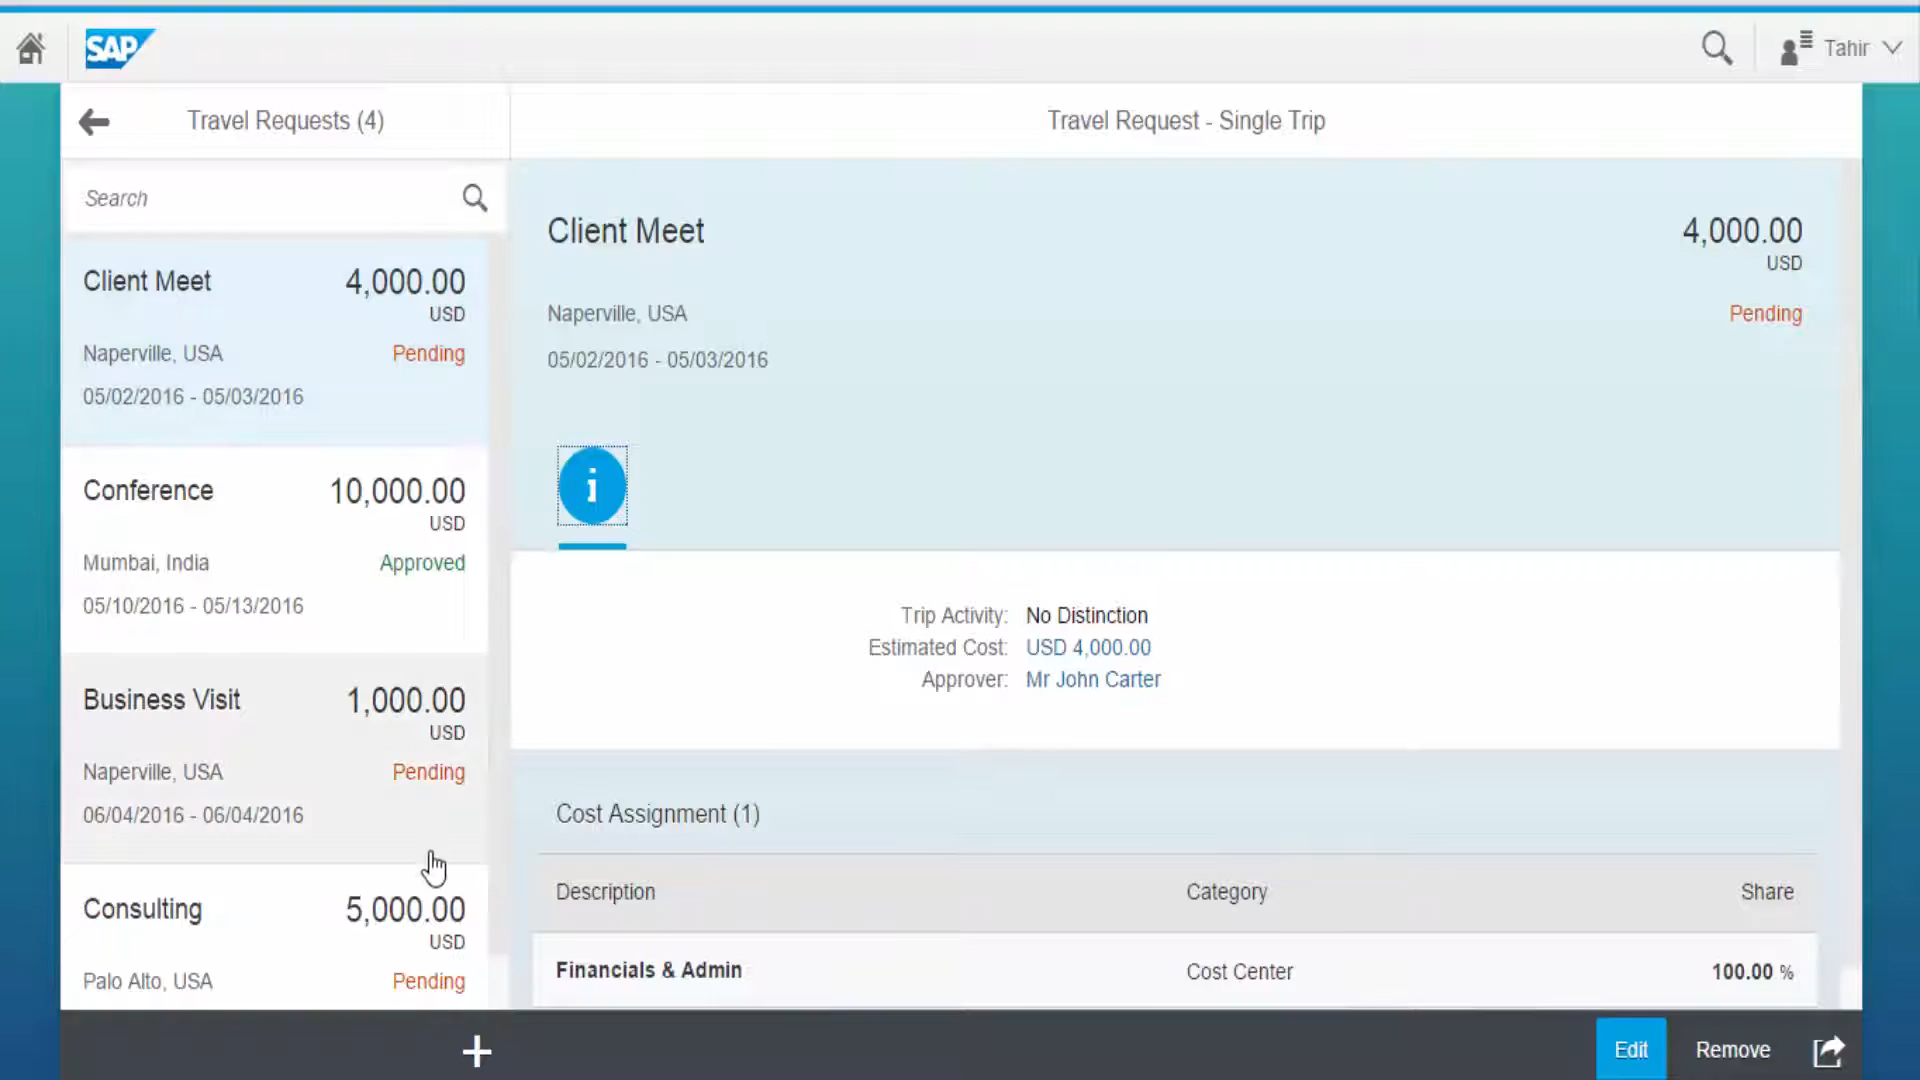 SAP
Tahir
Travel Requests (4)
Travel Request - Single Trip
Search
Client Meet 4,000.00
USD
Naperville, USA Pending
05/02/2016 - 05/03/2016
Conference 10,000.00
USD
Mumbai, India Approved
05/10/2016 - 05/13/2016
Business Visit 1,000.00
USD
Naperville, USA Pending
06/04/2016 - 06/04/2016
Consulting 5,000.00
USD
Palo Alto, USA Pending
Client Meet 4,000.00
USD
Naperville, USA Pending
05/02/2016 - 05/03/2016
i
Trip Activity: No Distinction
Estimated Cost: USD 4,000.00
Approver: Mr John Carter
Cost Assignment (1)
Description Category Share
Financials & Admin Cost Center 100.00 %
Edit Remove